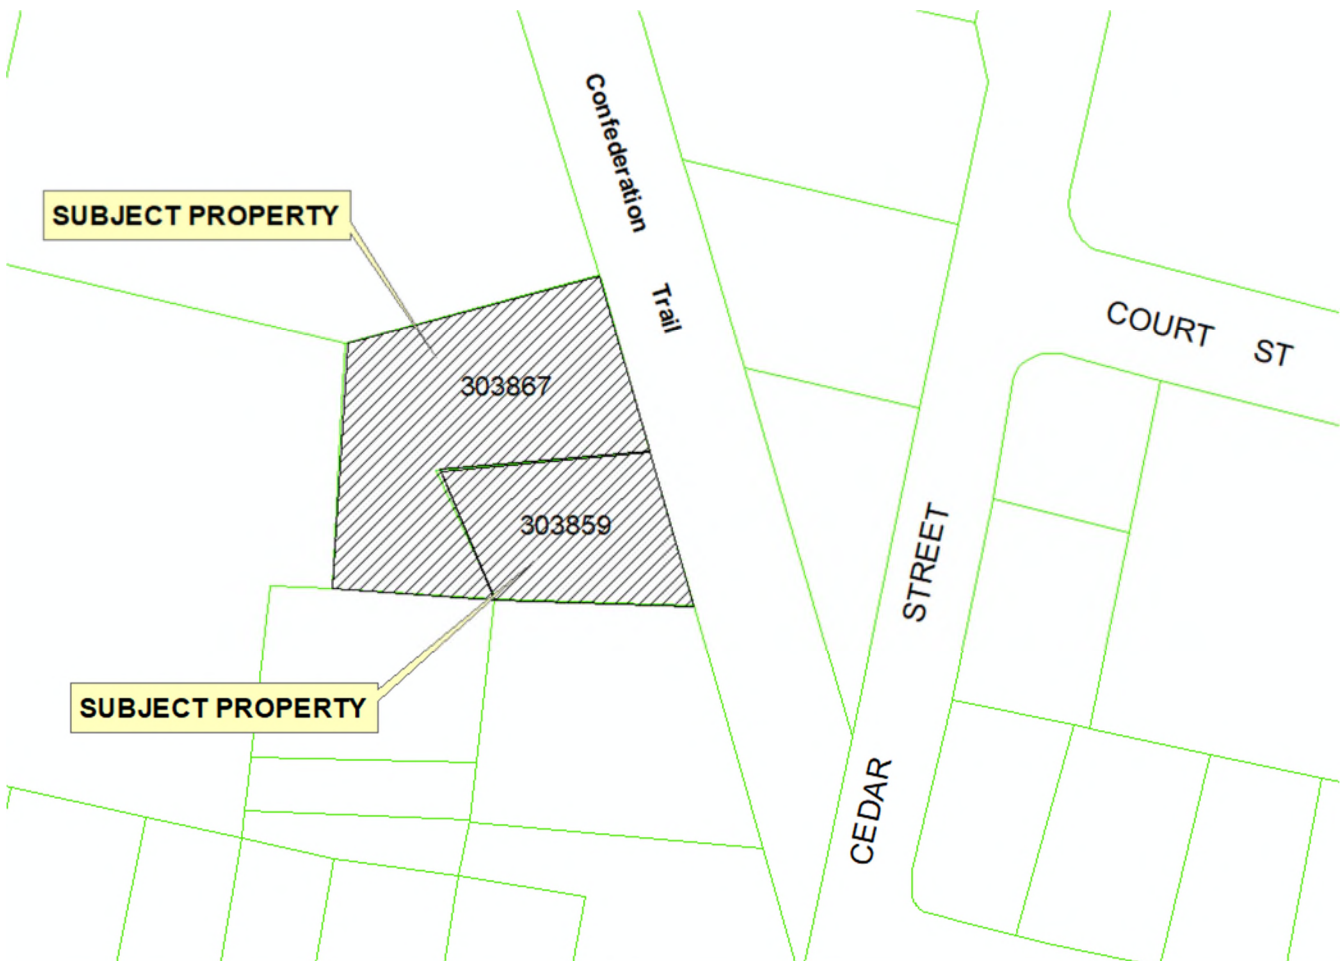 Confederation
Trail
SUBJECT PROPERTY
COURT ST
303867
303859
STREET
SUBJECT PROPERTY
CEDAR